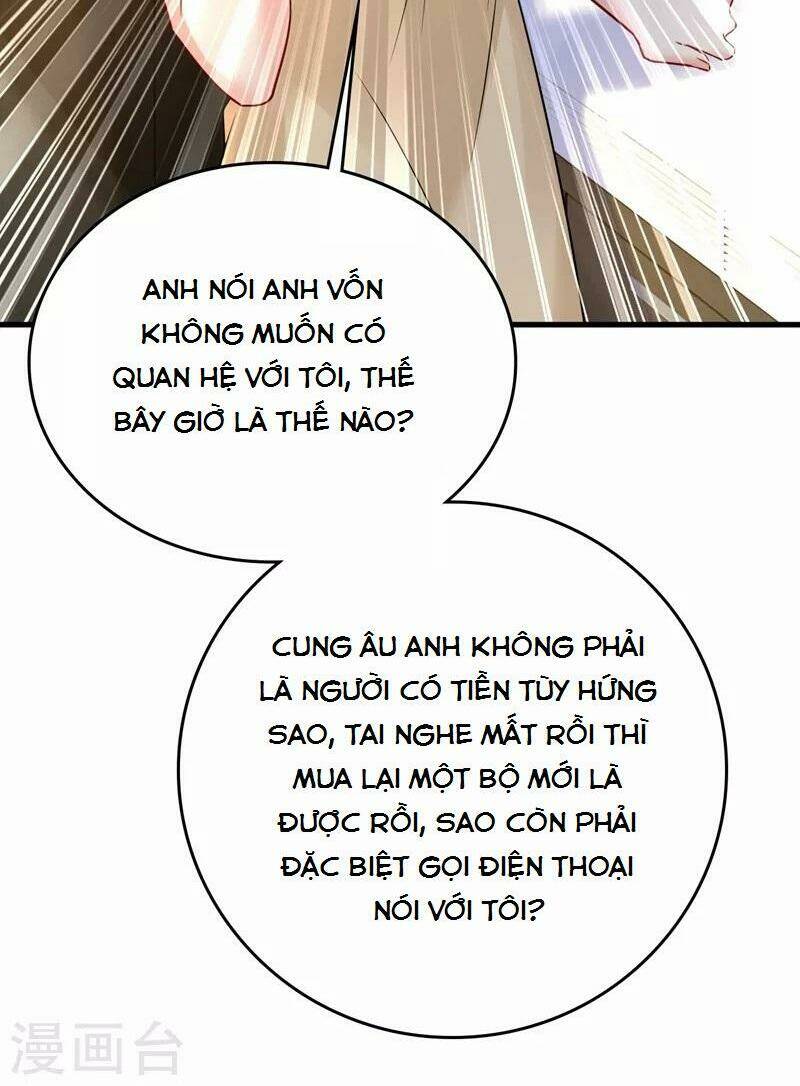 ANH NÓI ANH VỐN
KHÔNG MUỐN CÓ
QUAN HỆ VỚI TÔI, THẾ
BÂY GIỜ LÀ THẾ NÀO?
CUNG ÂU ANH KHÔNG PHẢI
LÀ NGƯỜI CÓ TIỀN TÙY HỨNG
SAO, TAI NGHE MẤT RỒI THÌ
MUA LẠI MỘT BỘ MỚI LÀ
ĐƯỢC RỒI, SAO CÒN PHẢI
ĐẶC BIỆT GỌI ĐIỆN THOẠI
NÓI VỚI TÔI?
漫画台